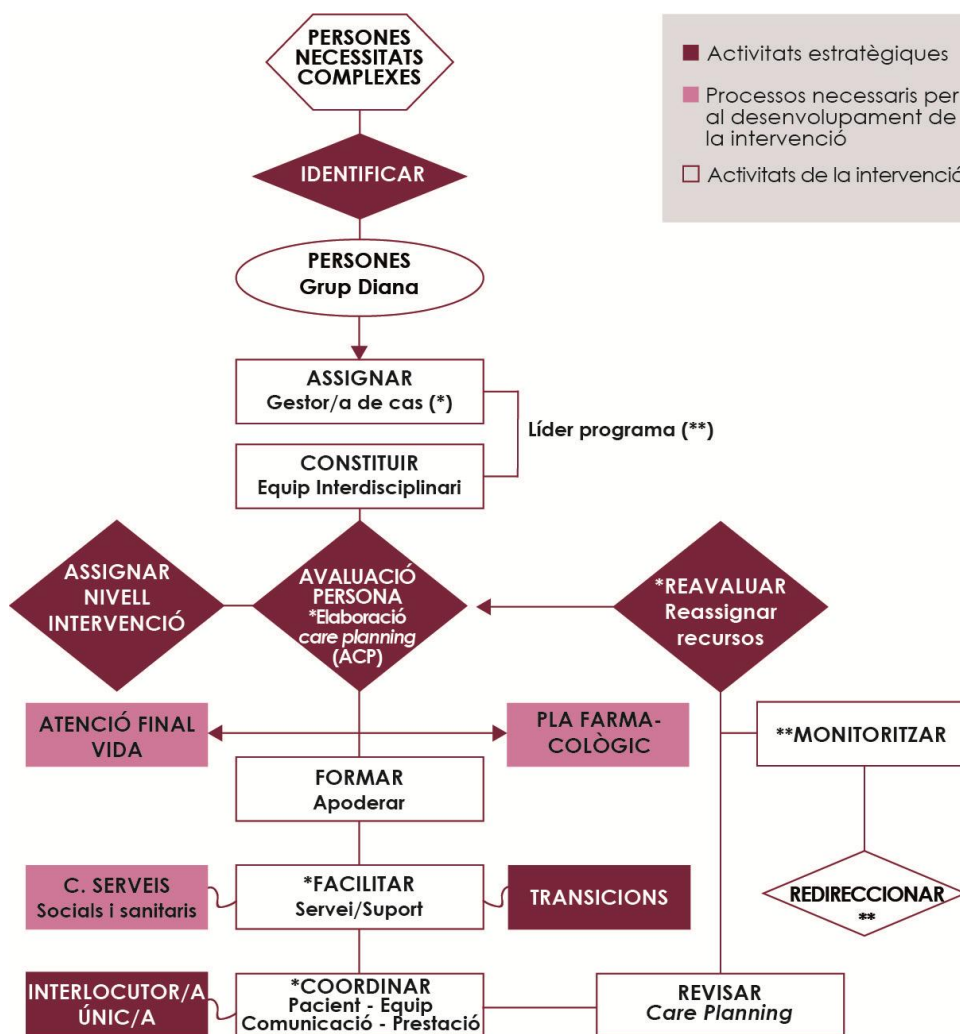 PERSONES
NECESSITATS
COMPLEXES
Activitats estratègiques
Processos necessaris per
al desenvolupament de
la intervenció
Activitats de la intervenció
IDENTIFICAR
PERSONES
Grup Diana
ASSIGNAR
Gestor/a de cas (*)
Líder programa (**)
CONSTITUIR
Equip Interdisciplinari
ASSIGNAR
NIVELL
INTERVENCIÓ
AVALUACIÓ
PERSONA
*Elaboració
care planning
(ACP)
*REAVALUAR
Reassignar
recursos
ATENCIÓ FINAL
VIDA
PLA FARMA-
COLÒGIC
**MONITORITZAR
FORMAR
Apoderar
C. SERVEIS
Socials i sanitaris
*FACILITAR
Servei/Suport
TRANSICIONS
REDIRECCIONAR
**
INTERLOCUTOR/A
ÚNIC/A
*COORDINAR
Pacient - Equip
Comunicació - Prestació
REVISAR
Care Planning